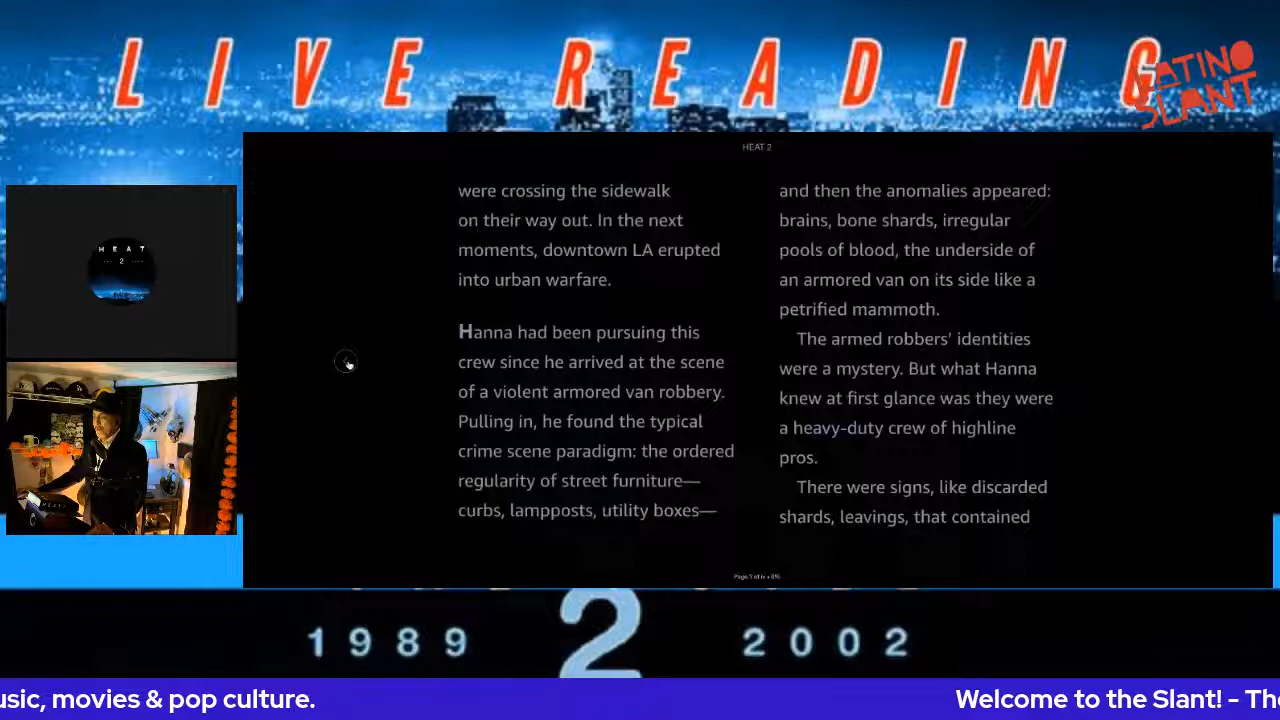 LIVE READING
LATINO
SLANT
HEAT 2
were crossing the sidewalk
on their way out. In the next
moments, downtown LA erupted
into urban warfare.
Hanna had been pursuing this
crew since he arrived at the scene
of a violent armored van robbery.
Pulling in, he found the typical
crime scene paradigm: the ordered
regularity of street furniture—
curbs, lampposts, utility boxes—
and then the anomalies appeared:
brains, bone shards, irregular
pools of blood, the underside of
an armored van on its side like a
petrified mammoth.
The armed robbers’ identities
were a mystery. But what Hanna
knew at first glance was they were
a heavy-duty crew of highline
pros.
There were signs, like discarded
shards, leavings, that contained
HEAT
2
1989 2 2002
usic, movies & pop culture.
Welcome to the Slant! - The